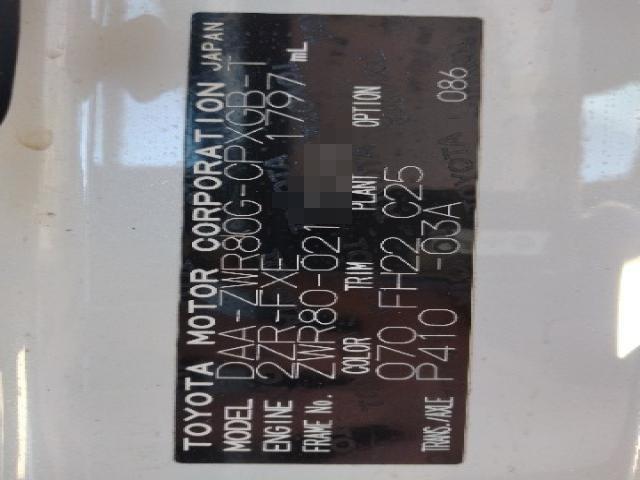 TOYOTA MOTOR CORPORATION JAPAN
MODEL DAA-ZWR80G-CPXGB-T
ENGINE 2ZR-FXE 1797 mL
FRAME No. ZWR80-021
COLOR TRIM PLANT OPTION
070 FH22 C25
TRANS./AXLE P410 -03A 086